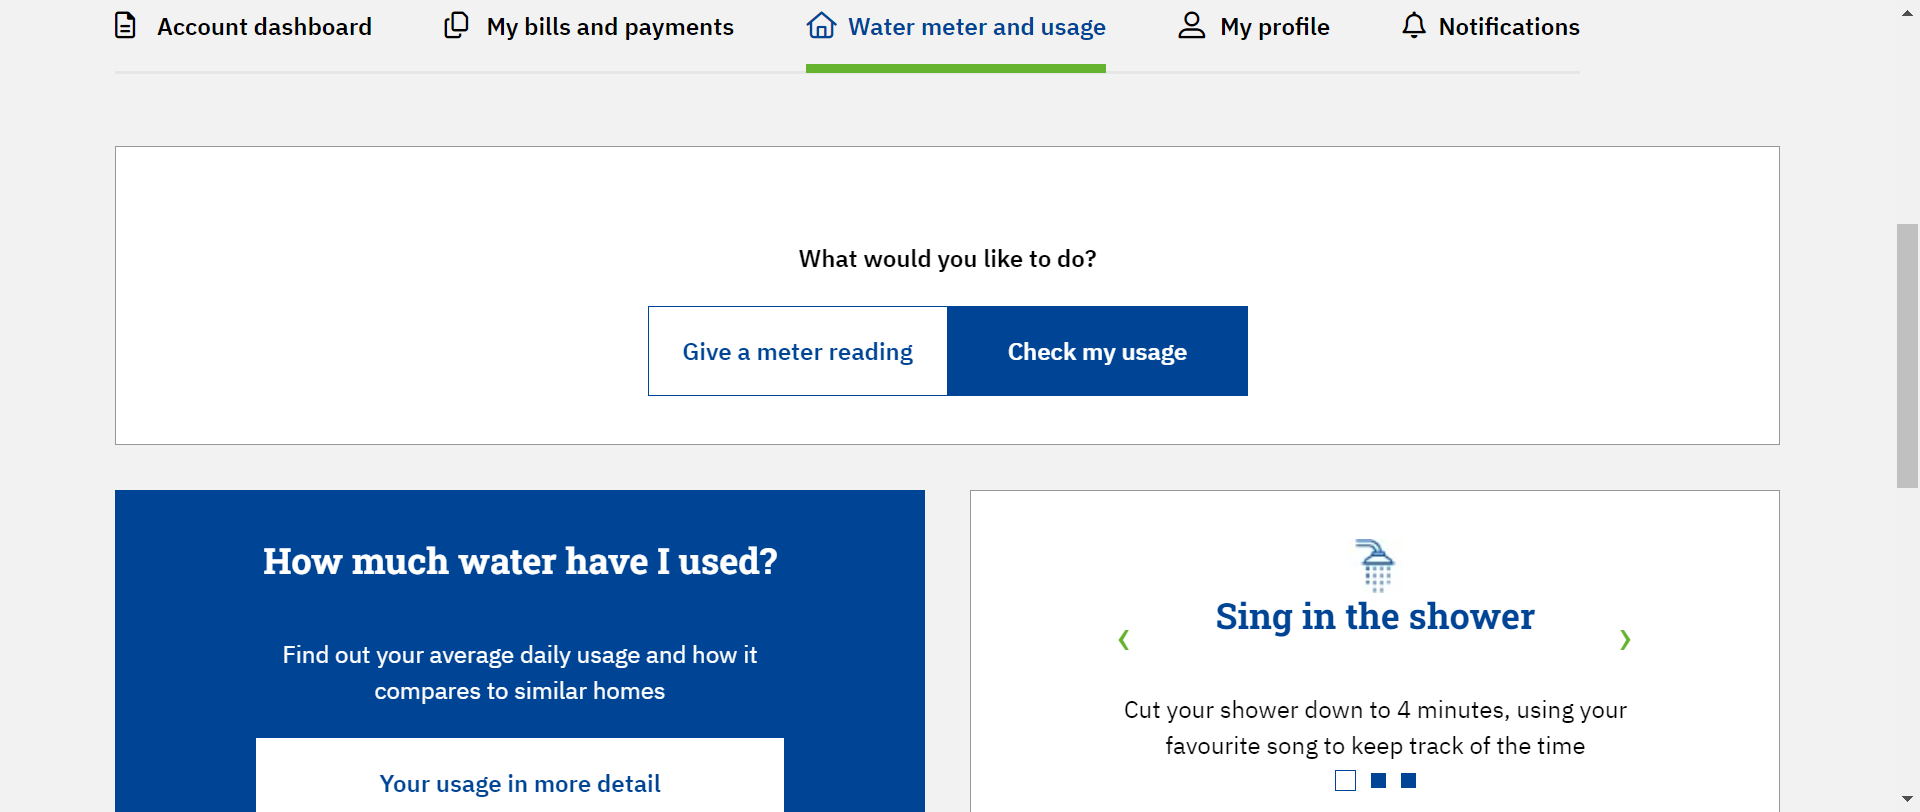 Account dashboard
My bills and payments
Water meter and usage
My profile
Notifications
What would you like to do?
Give a meter reading
Check my usage
How much water have I used?
Find out your average daily usage and how it
compares to similar homes
Your usage in more detail
Sing in the shower
Cut your shower down to 4 minutes, using your
favourite song to keep track of the time